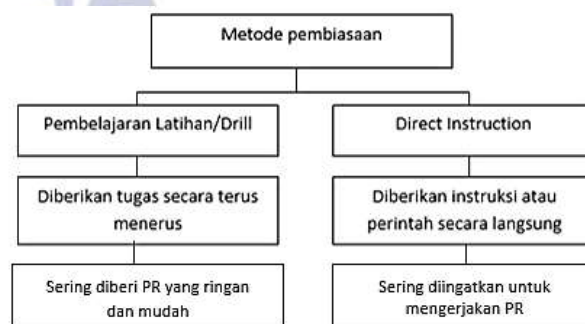 Metode pembiasaan
Pembelajaran Latihan/Drill
Direct Instruction
Diberikan tugas secara terus
menerus
Diberikan instruksi atau
perintah secara langsung
Sering diberi PR yang ringan
dan mudah
Sering diingatkan untuk
mengerjakan PR